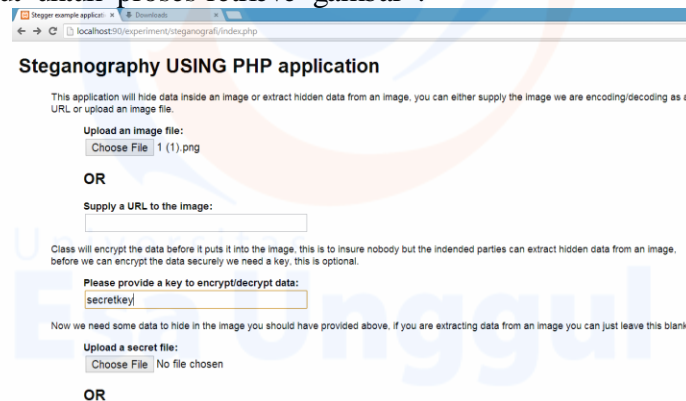 unah proses retrieve gambar .
Stegger example applicati
Downloads
localhost:90/experiment/steganografi/index.php
Steganography USING PHP application
This application will hide data inside an image or extract hidden data from an image, you can either supply the image we are encoding/decoding as a
URL or upload an image file.
Upload an image file:
Choose File 1 (1).png
OR
Supply a URL to the image:
Universitas
Class will encrypt the data before it puts it into the image, this is to insure nobody but the indended parties can extract hidden data from an image,
before we can encrypt the data securely we need a key, this is optional.
Please provide a key to encrypt/decrypt data:
secretkey
Esa Unggul
Now we need some data to hide in the image you should have provided above, if you are extracting data from an image you can just leave this blank
Upload a secret file:
Choose File No file chosen
OR